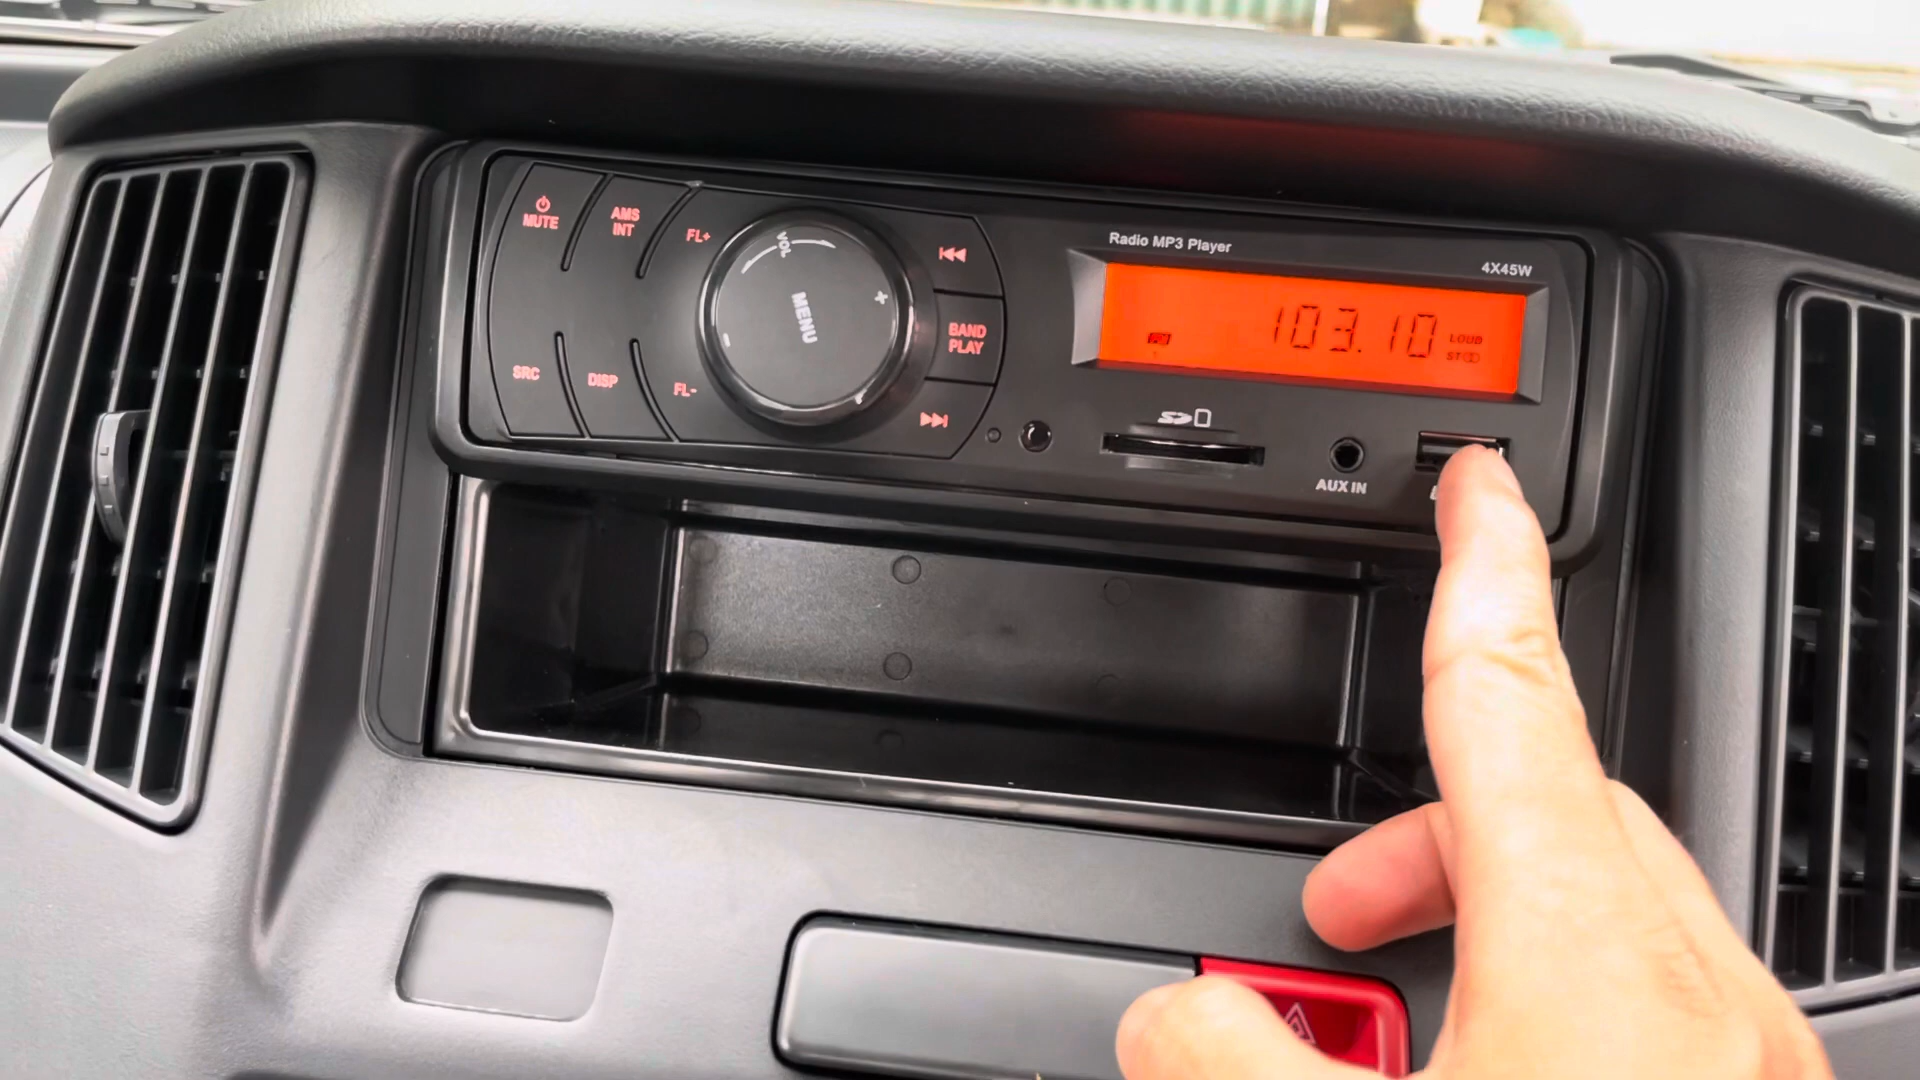 MUTE
AMS
INT
FL+
VOL
MENU
+
-
BAND
PLAY
SRC
DISP
FL-
Radio MP3 Player
4X45W
103.10
LOUD
ST
SD
AUX IN